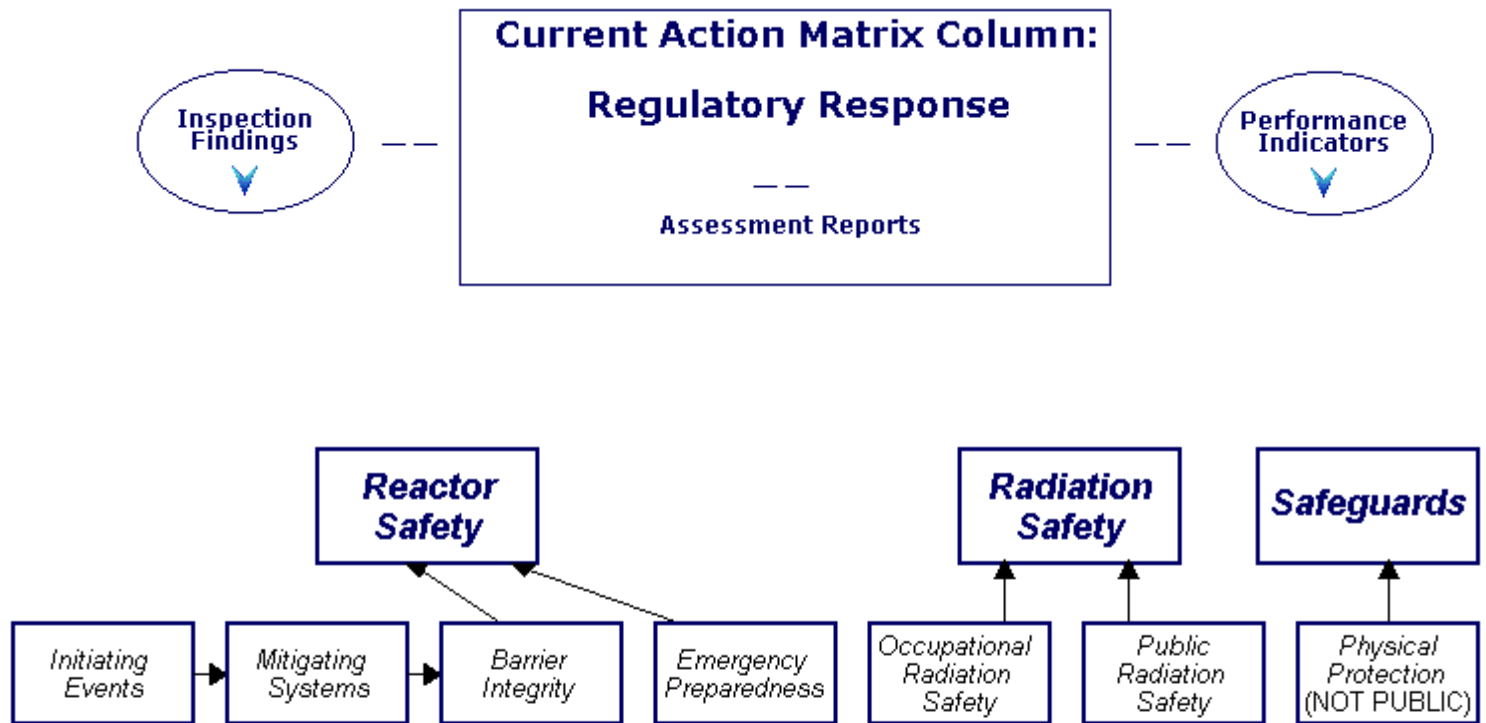 Current Action Matrix Column:
Regulatory Response
Inspection
Findings
Performance
Indicators
Assessment Reports
Reactor
Safety
Radiation
Safety
Safeguards
Initiating
Events
Mitigating
Systems
Barrier
Integrity
Emergency
Preparedness
Occupational
Radiation
Safety
Public
Radiation
Safety
Physical
Protection
(NOT PUBLIC)